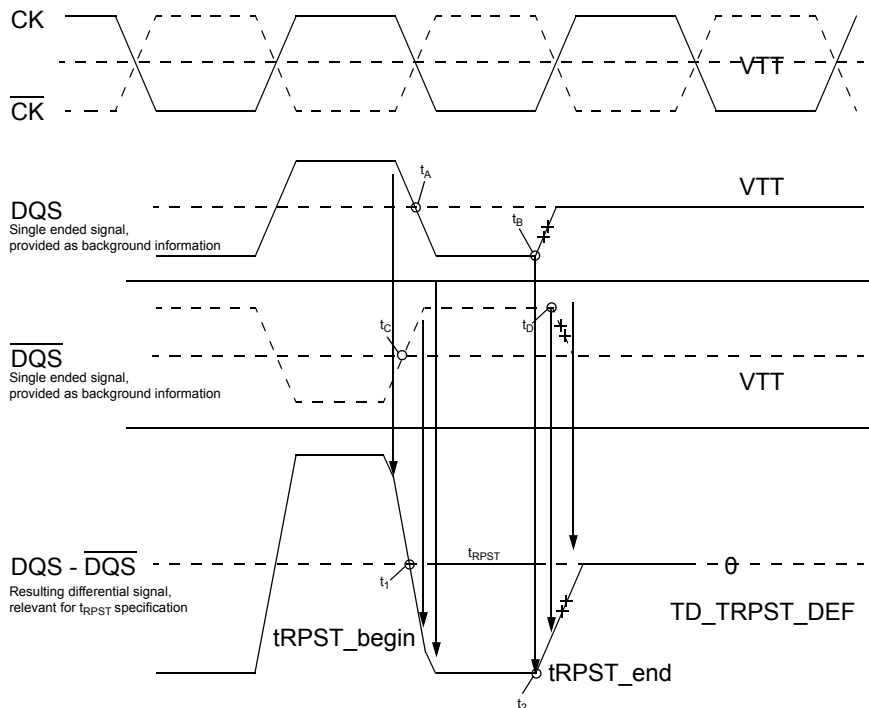 CK
VTT
CK
t_A
DQS
VTT
Single ended signal,
provided as background information
t_B
t_C
t_D
DQS
Single ended signal,
provided as background information
VTT
t_RPST
DQS - DQS
0
t_1
Resulting differential signal,
relevant for t_RPST specification
TD_TRPST_DEF
tRPST_begin
tRPST_end
t_2